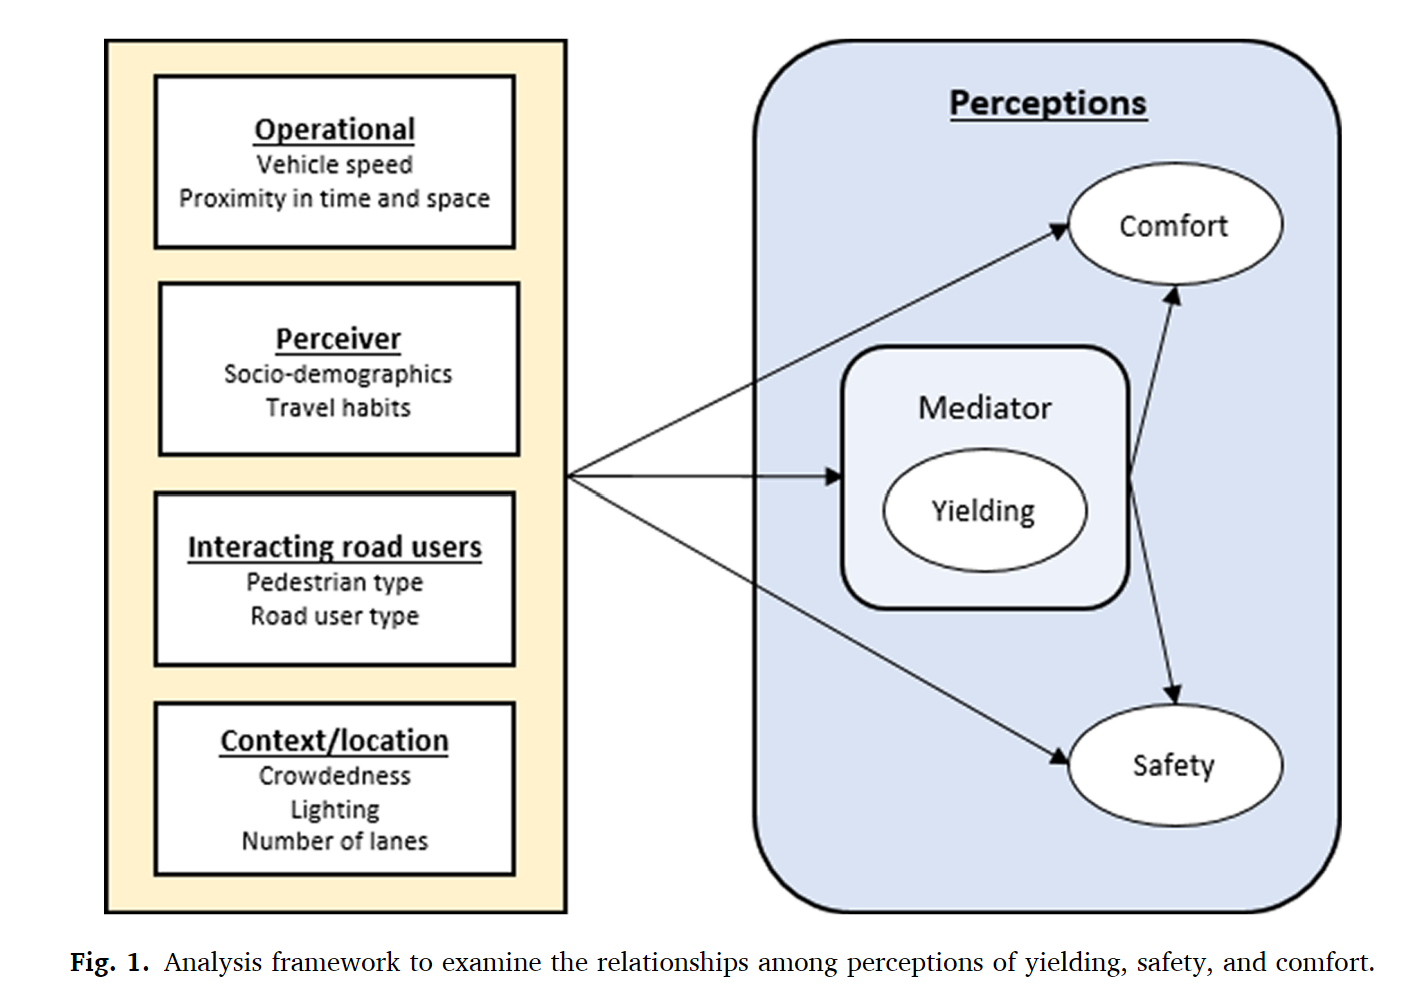 Operational
Vehicle speed
Proximity in time and space
Perceiver
Socio-demographics
Travel habits
Interacting road users
Pedestrian type
Road user type
Context/location
Crowdedness
Lighting
Number of lanes
Perceptions
Comfort
Mediator
Yielding
Safety
Fig. 1. Analysis framework to examine the relationships among perceptions of yielding, safety, and comfort.